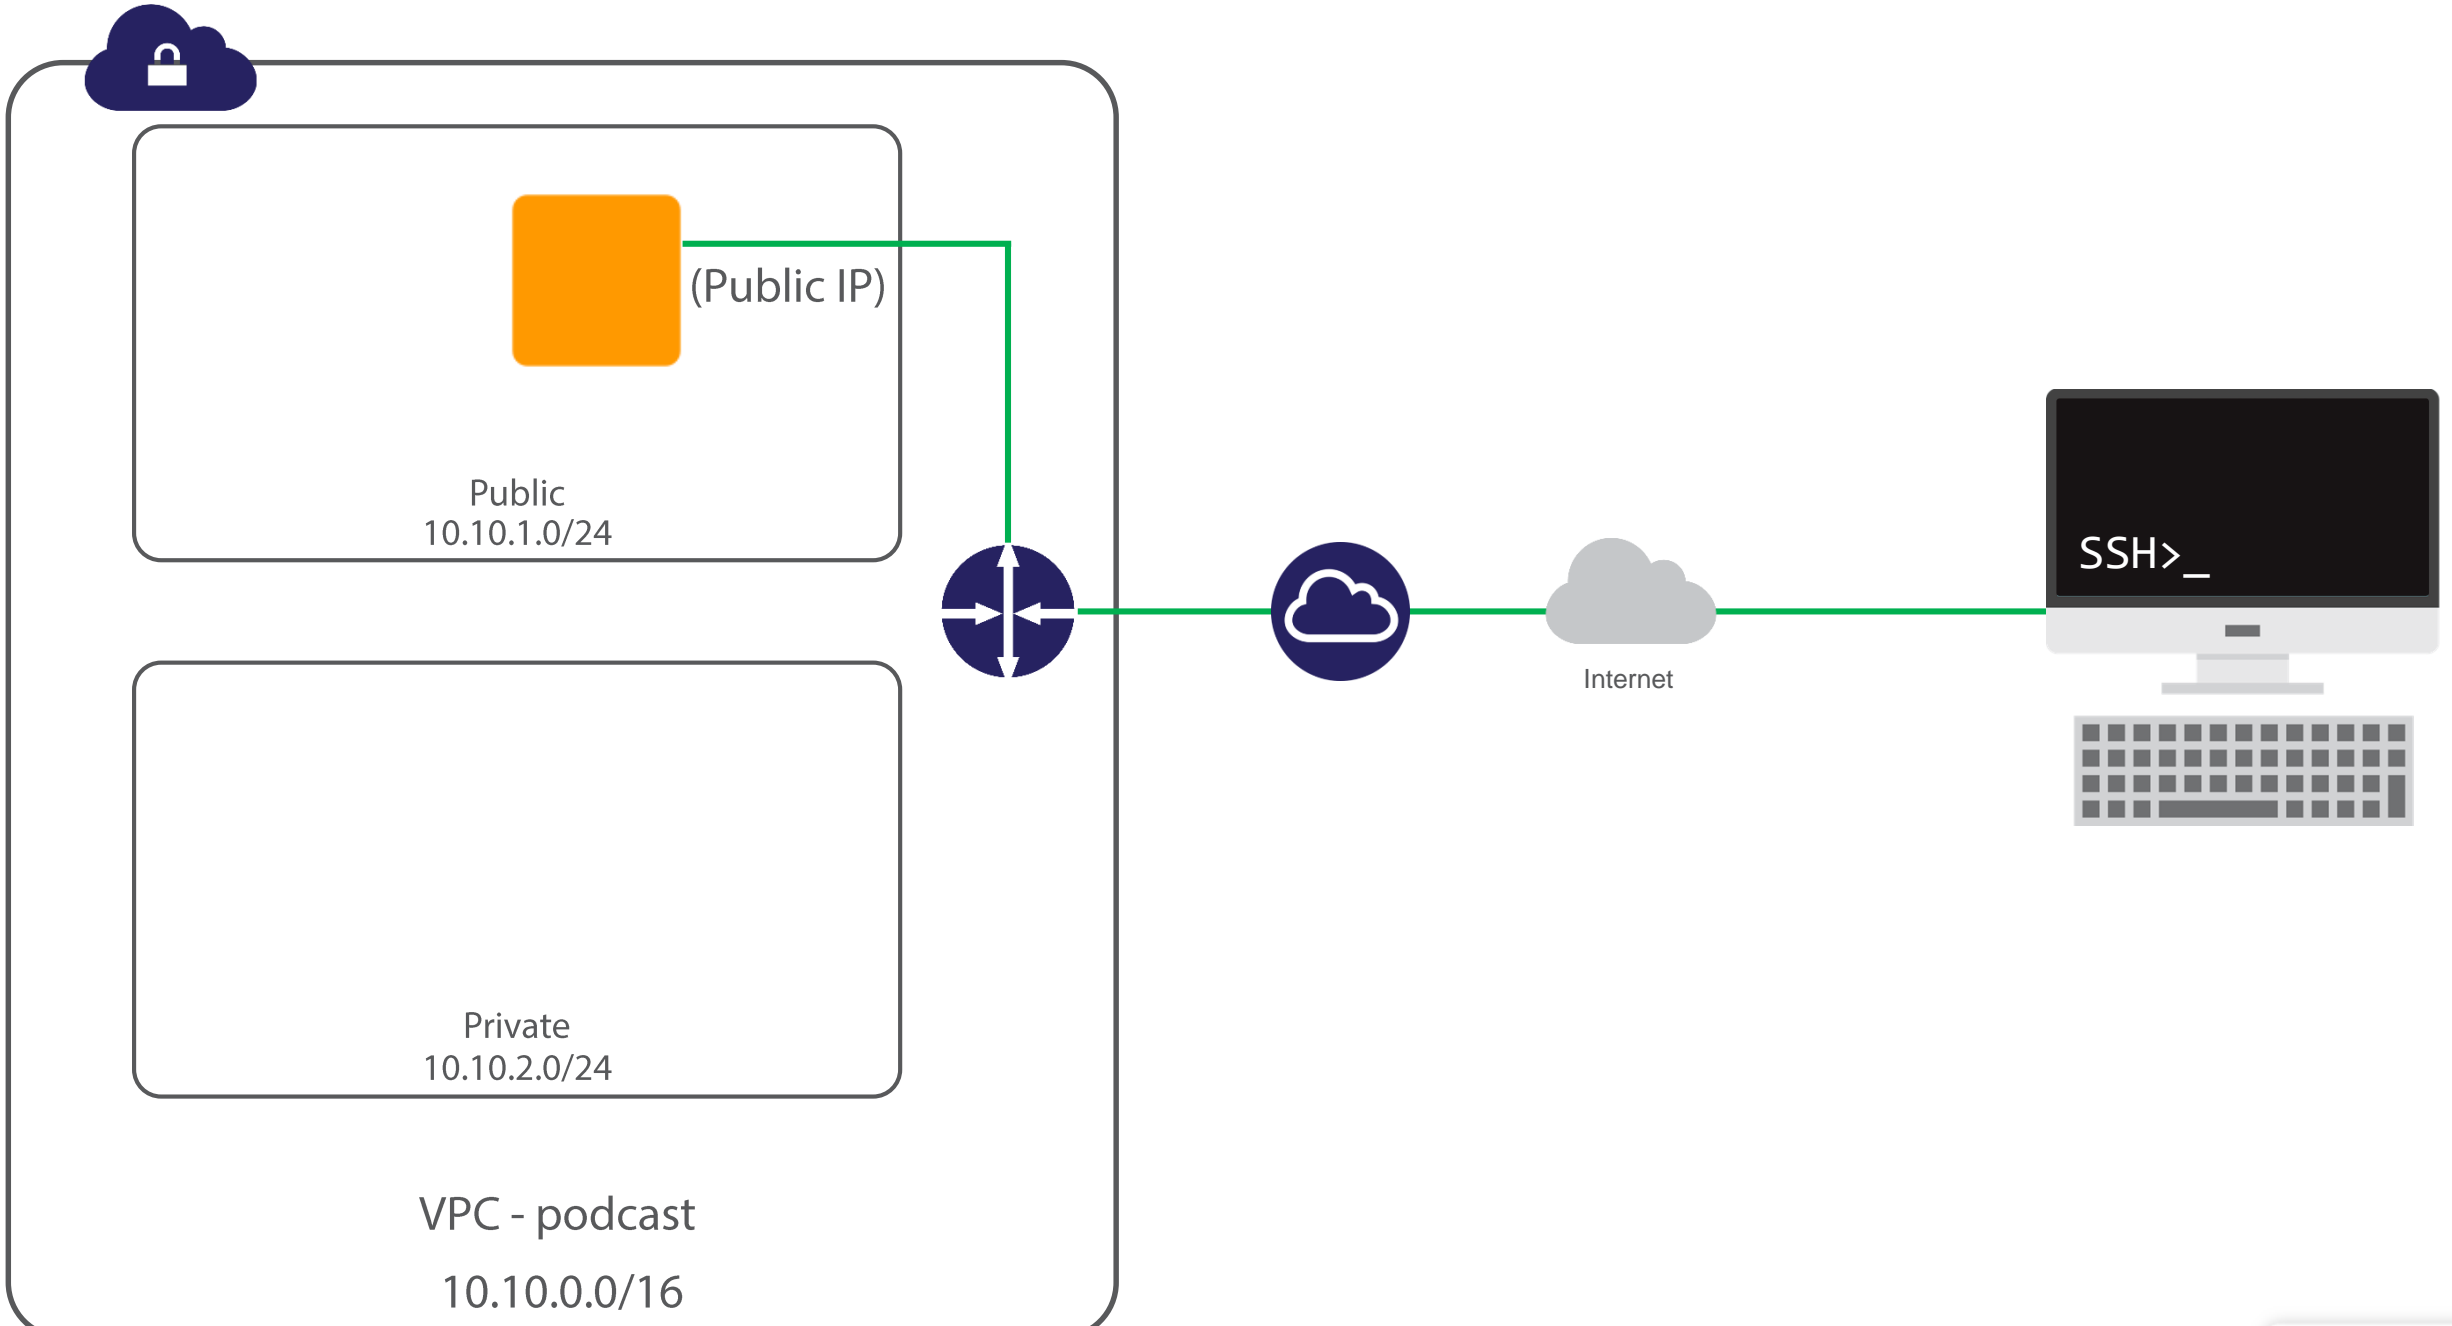 (Public IP)
Public
10.10.1.0/24
SSH>_
Internet
Private
10.10.2.0/24
VPC - podcast
10.10.0.0/16